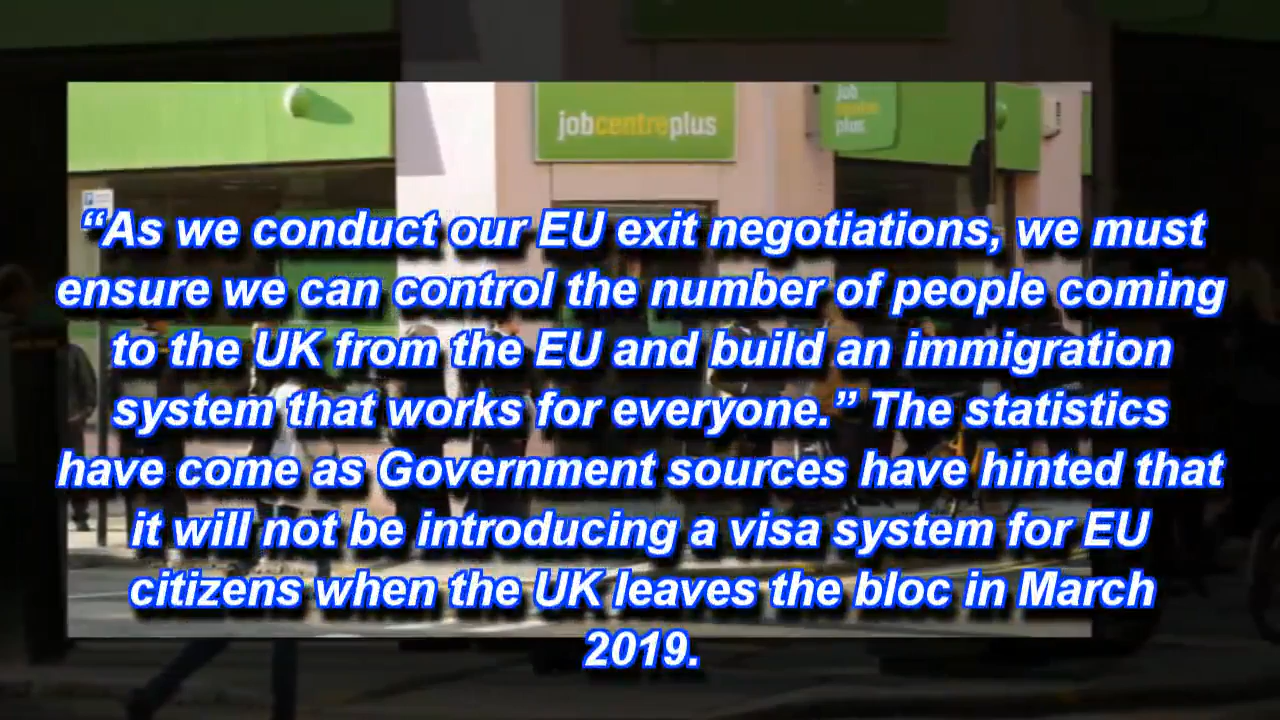 jobcentreplus
job
centre
plus
“As we conduct our EU exit negotiations, we must
ensure we can control the number of people coming
to the UK from the EU and build an immigration
system that works for everyone.” The statistics
have come as Government sources have hinted that
it will not be introducing a visa system for EU
citizens when the UK leaves the bloc in March
2019.